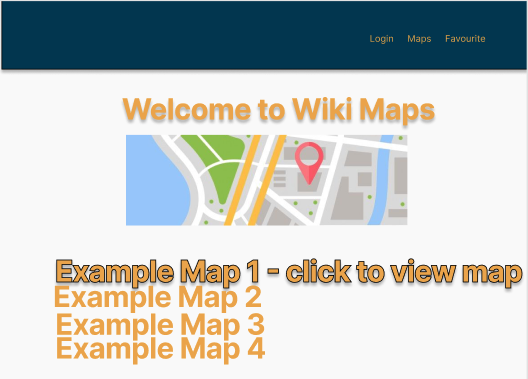 Login Maps Favourite
Welcome to Wiki Maps
Example Map 1 - click to view map
Example Map 2
Example Map 3
Example Map 4